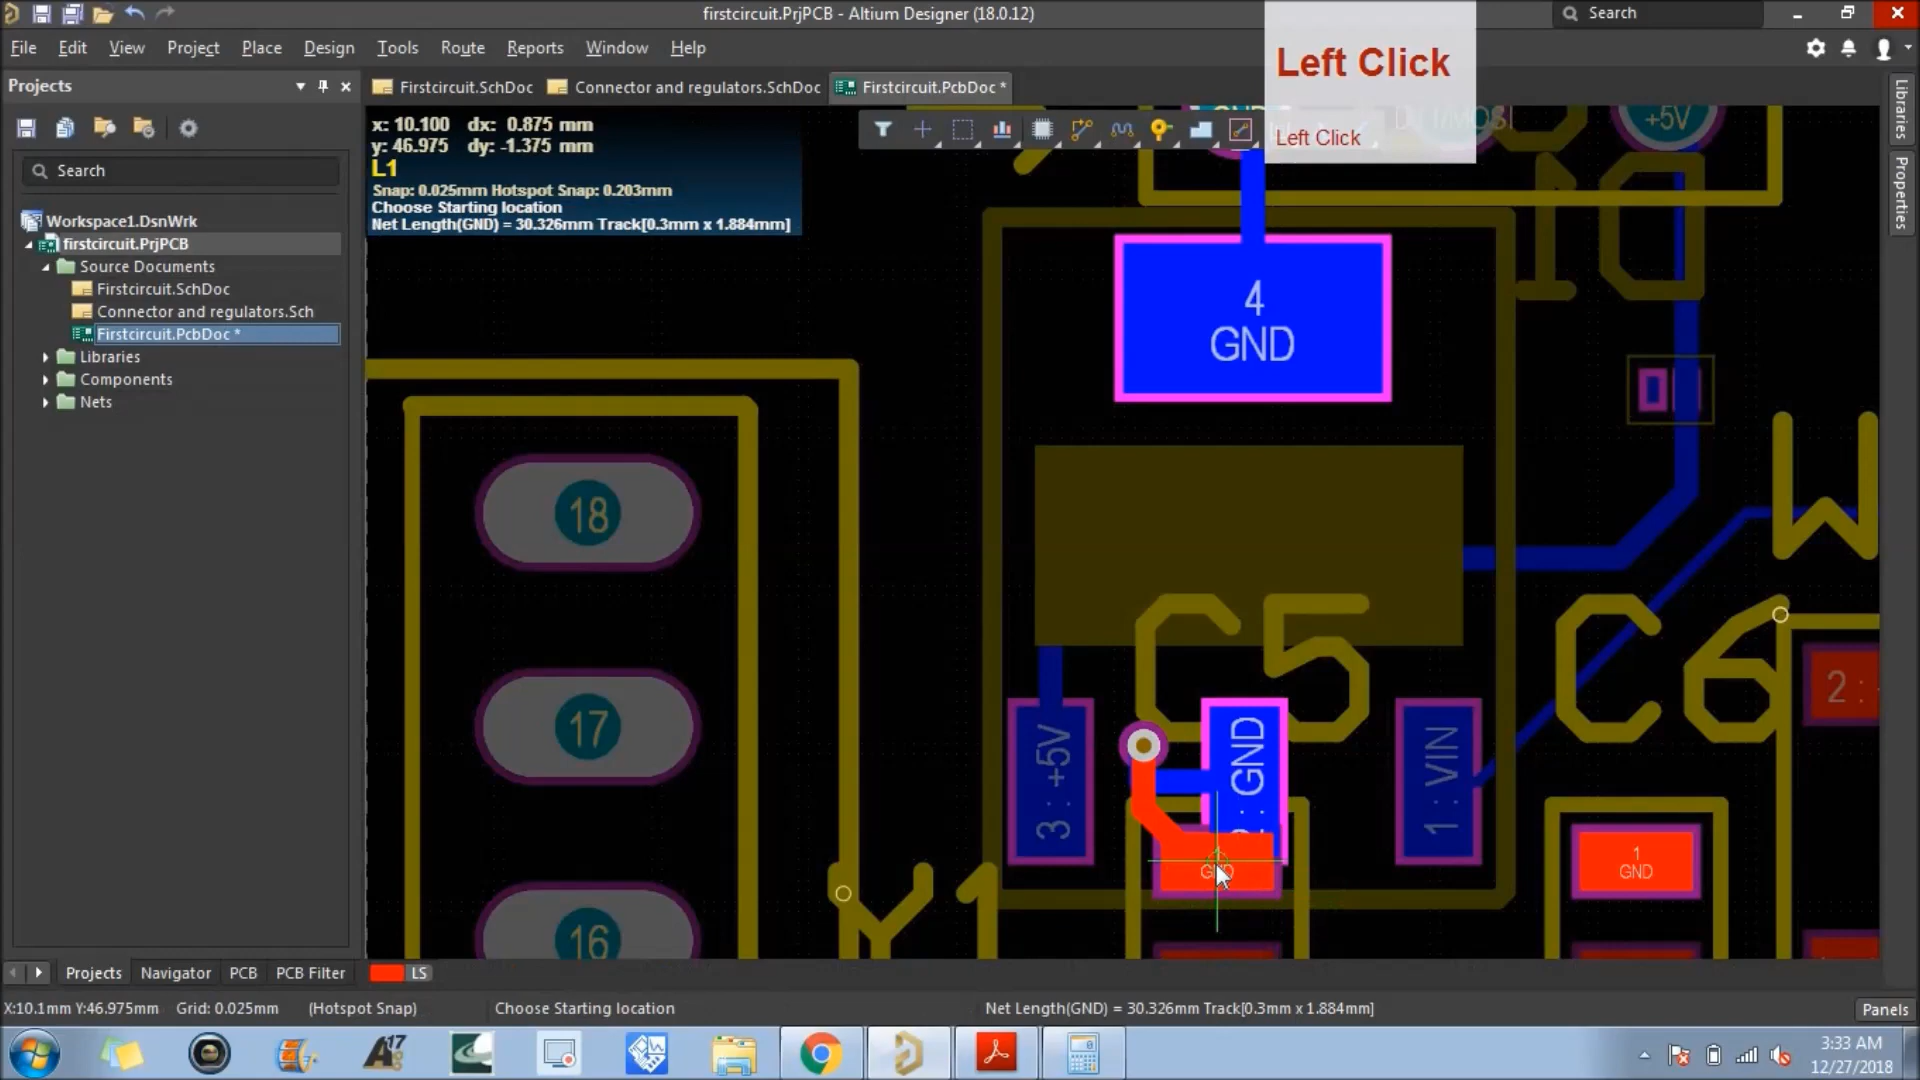 firstcircuit.PrjPCB - Altium Designer (18.0.12)
Search
File Edit View Project Place Design Tools Route Reports Window Help
Left Click
Left Click
Projects
Firstcircuit.SchDoc
Connector and regulators.SchDoc
Firstcircuit.PcbDoc *
Libraries
Properties
x: 10.100 dx: 0.875 mm
y: 46.975 dy: -1.375 mm
L1
Snap: 0.025mm Hotspot Snap: 0.203mm
Choose Starting location
Net Length(GND) = 30.326mm Track[0.3mm x 1.884mm]
Search
Workspace1.DsnWrk
firstcircuit.PrjPCB
Source Documents
Firstcircuit.SchDoc
Connector and regulators.Sch
Firstcircuit.PcbDoc *
Libraries
Components
Nets
+5V
4
GND
18
17
16
C5
C6
W
3 : +5V
2 : GND
1 : VIN
2 :
1
GND
Y1
Projects Navigator PCB PCB Filter
LS
X:10.1mm Y:46.975mm Grid: 0.025mm (Hotspot Snap) Choose Starting location Net Length(GND) = 30.326mm Track[0.3mm x 1.884mm]
Panels
17
3:33 AM
12/27/2018